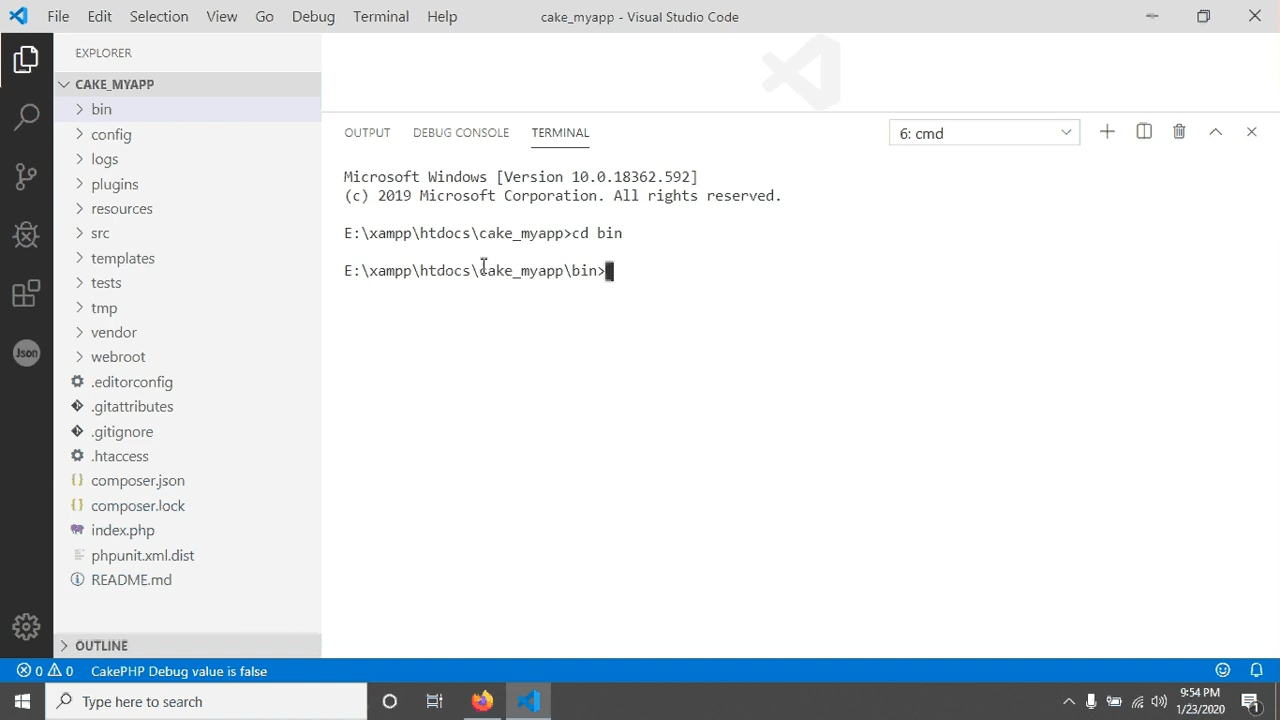 File Edit Selection View Go Debug Terminal Help
cake_myapp - Visual Studio Code
EXPLORER
CAKE_MYAPP
bin
config
logs
plugins
resources
src
templates
tests
tmp
vendor
webroot
.editorconfig
.gitattributes
.gitignore
.htaccess
composer.json
composer.lock
index.php
phpunit.xml.dist
README.md
OUTLINE
Json
OUTPUT DEBUG CONSOLE TERMINAL
6: cmd
Microsoft Windows [Version 10.0.18362.592]
(c) 2019 Microsoft Corporation. All rights reserved.
E:\xampp\htdocs\cake_myapp>cd bin
E:\xampp\htdocs\cake_myapp\bin>
0 0 CakePHP Debug value is false
Type here to search
9:54 PM
1/23/2020
1